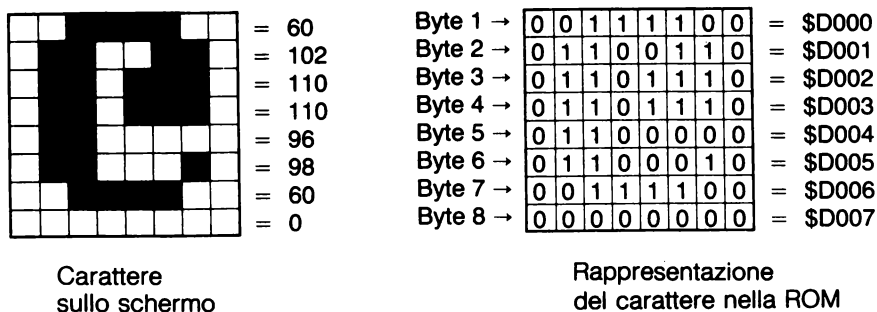 = 60
= 102
= 110
= 110
= 96
= 98
= 60
= 0
Carattere
sullo schermo
Byte 1 → 0 0 1 1 1 1 0 0 = $D000
Byte 2 → 0 1 1 0 0 1 1 0 = $D001
Byte 3 → 0 1 1 0 1 1 1 0 = $D002
Byte 4 → 0 1 1 0 1 1 1 0 = $D003
Byte 5 → 0 1 1 0 0 0 0 0 = $D004
Byte 6 → 0 1 1 0 0 0 1 0 = $D005
Byte 7 → 0 0 1 1 1 1 0 0 = $D006
Byte 8 → 0 0 0 0 0 0 0 0 = $D007
Rappresentazione
del carattere nella ROM